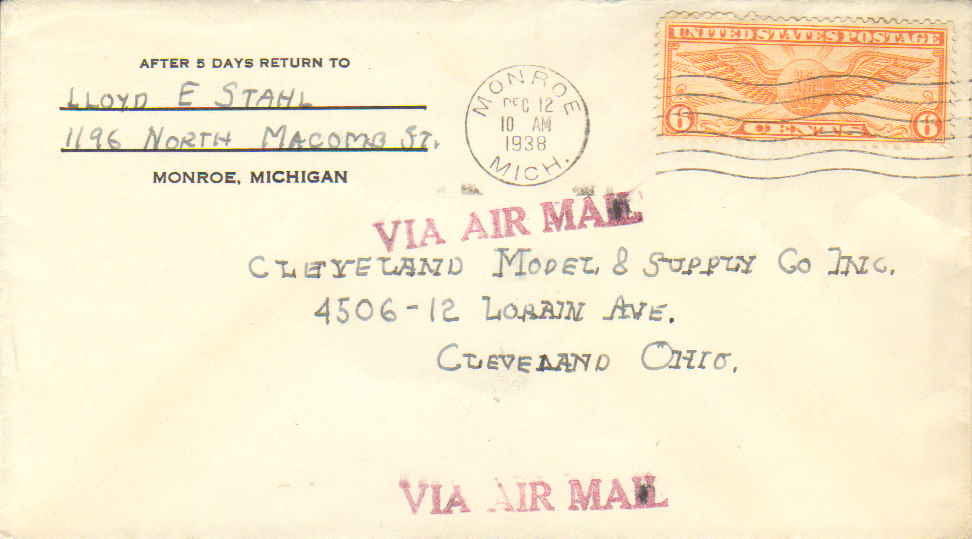 AFTER 5 DAYS RETURN TO
LLOYD E STAHL
1196 NORTH MACOMB ST.
MONROE, MICHIGAN
MONROE
DEC 12
10 AM
1938
MICH.
UNITED STATES POSTAGE
6 CENTS 6
VIA AIR MAIL
CLEVELAND MODEL & SUPPLY CO INC.
4506-12 LORAIN AVE.
CLEVELAND OHIO.
VIA AIR MAIL